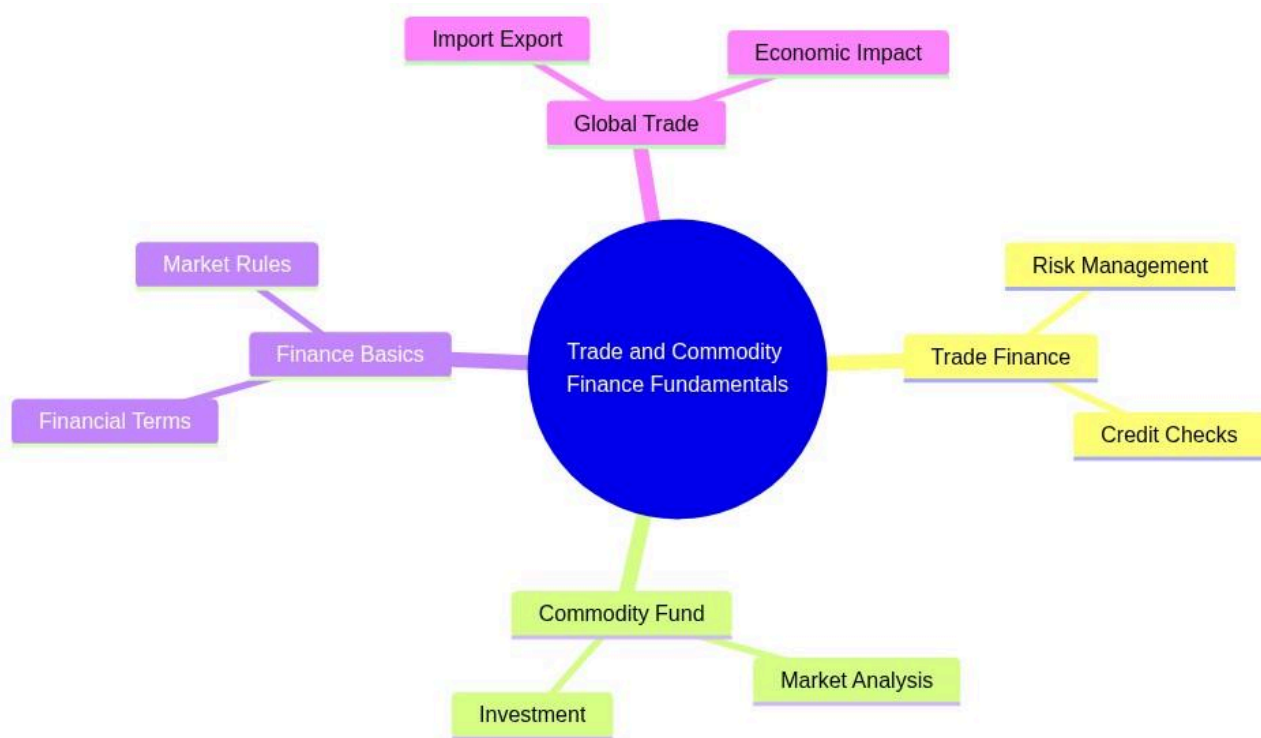 Import Export
Economic Impact
Global Trade
Market Rules
Risk Management
Finance Basics
Trade and Commodity
Finance Fundamentals
Trade Finance
Financial Terms
Credit Checks
Commodity Fund
Market Analysis
Investment